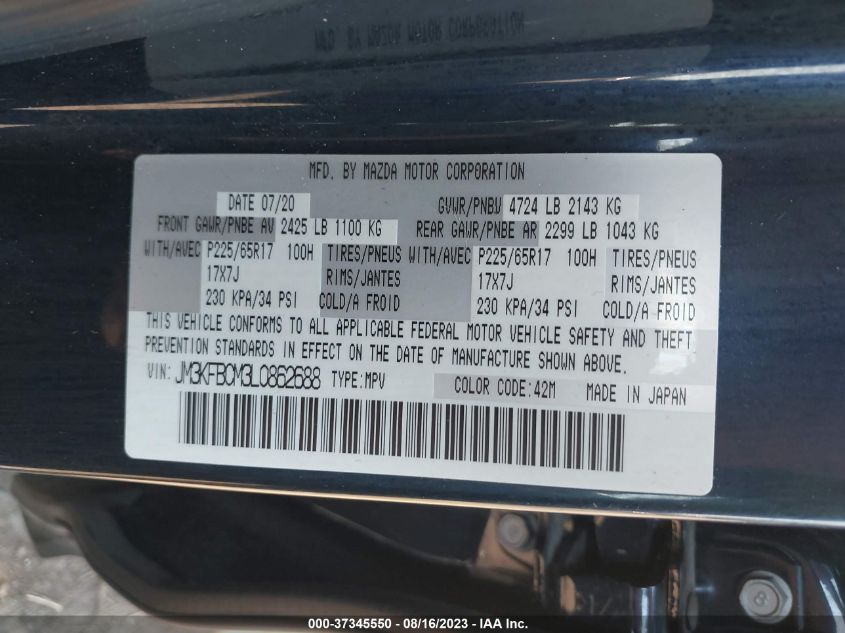 MFD. BY MAZDA MOTOR CORPORATION
MFD. BY MAZDA MOTOR CORPORATION
DATE 07/20 GVWR/PNBV 4724 LB 2143 KG
FRONT GAWR/PNBE AV 2425 LB 1100 KG REAR GAWR/PNBE AR 2299 LB 1043 KG
WITH/AVEC P225/65R17 100H TIRES/PNEUS WITH/AVEC P225/65R17 100H TIRES/PNEUS
17X7J RIMS/JANTES 17X7J RIMS/JANTES
230 KPA/34 PSI COLD/A FROID 230 KPA/34 PSI COLD/A FROID
THIS VEHICLE CONFORMS TO ALL APPLICABLE FEDERAL MOTOR VEHICLE SAFETY AND THEFT
PREVENTION STANDARDS IN EFFECT ON THE DATE OF MANUFACTURE SHOWN ABOVE.
VIN: JM3KFBCM3L0862688 TYPE:MPV COLOR CODE:42M MADE IN JAPAN
000-37345550 - 08/16/2023 - IAA Inc.